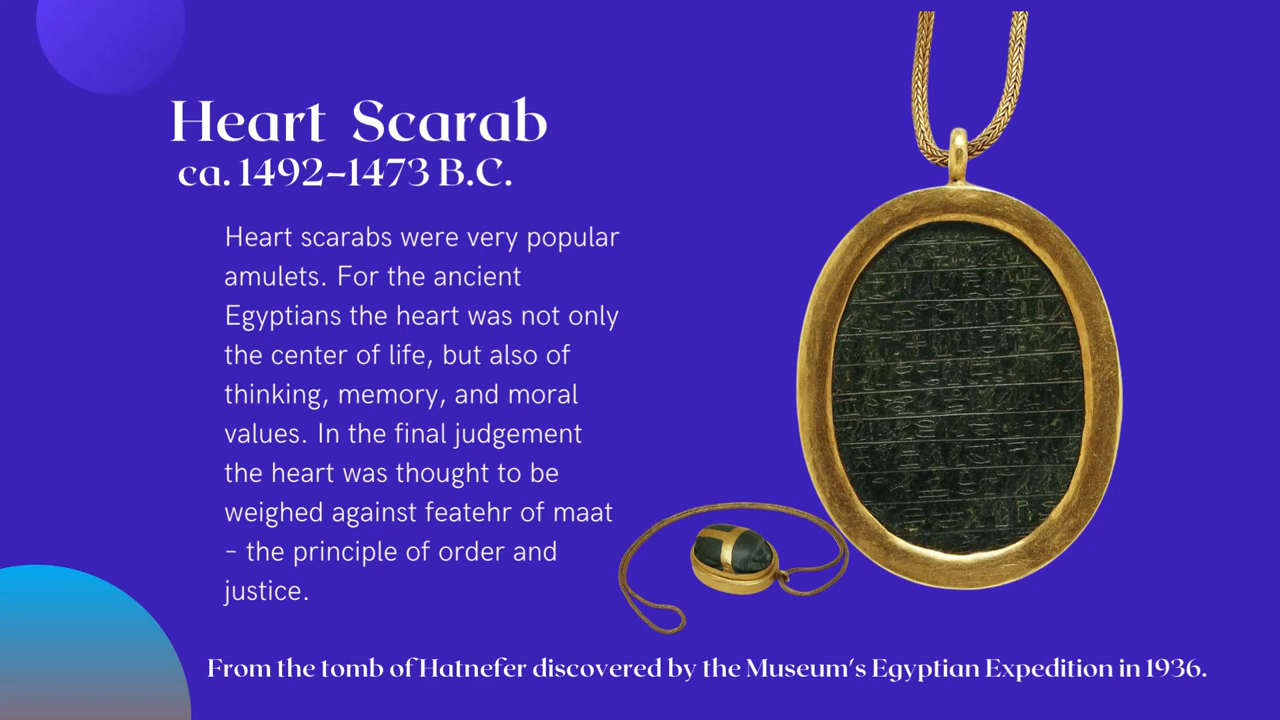 Heart Scarab
ca. 1492–1473 B.C.
Heart scarabs were very popular
amulets. For the ancient
Egyptians the heart was not only
the center of life, but also of
thinking, memory, and moral
values. In the final judgement
the heart was thought to be
weighed against featehr of maat
– the principle of order and
justice.
From the tomb of Hatnefer discovered by the Museum's Egyptian Expedition in 1936.